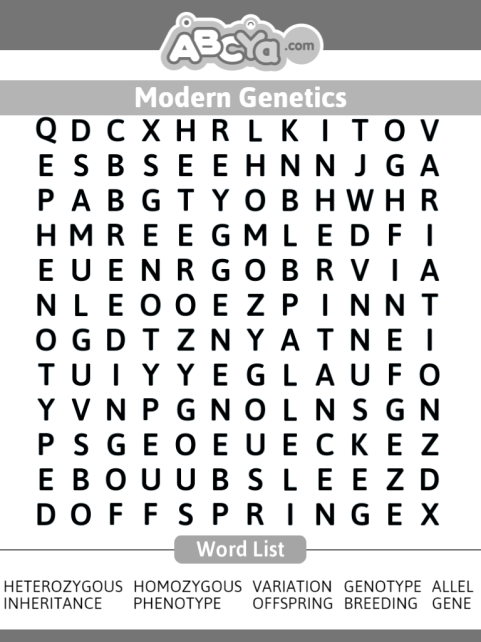 ABCya.com
Modern Genetics
Q D C X H R L K I T O V
E S B S E E H N N J G A
P A B G T Y O B H W H R
H M R E E G M L E D F I
E U E N R G O B R V I A
N L E O O E Z P I N N T
O G D T Z N Y A T N E I
T U I Y Y E G L A U F O
Y V N P G N O L N S G N
P S G E O E U E C K E Z
E B O U U B S L E E Z D
D O F F S P R I N G E X
Word List
HETEROZYGOUS HOMOZYGOUS VARIATION GENOTYPE ALLEL
INHERITANCE PHENOTYPE OFFSPRING BREEDING GENE